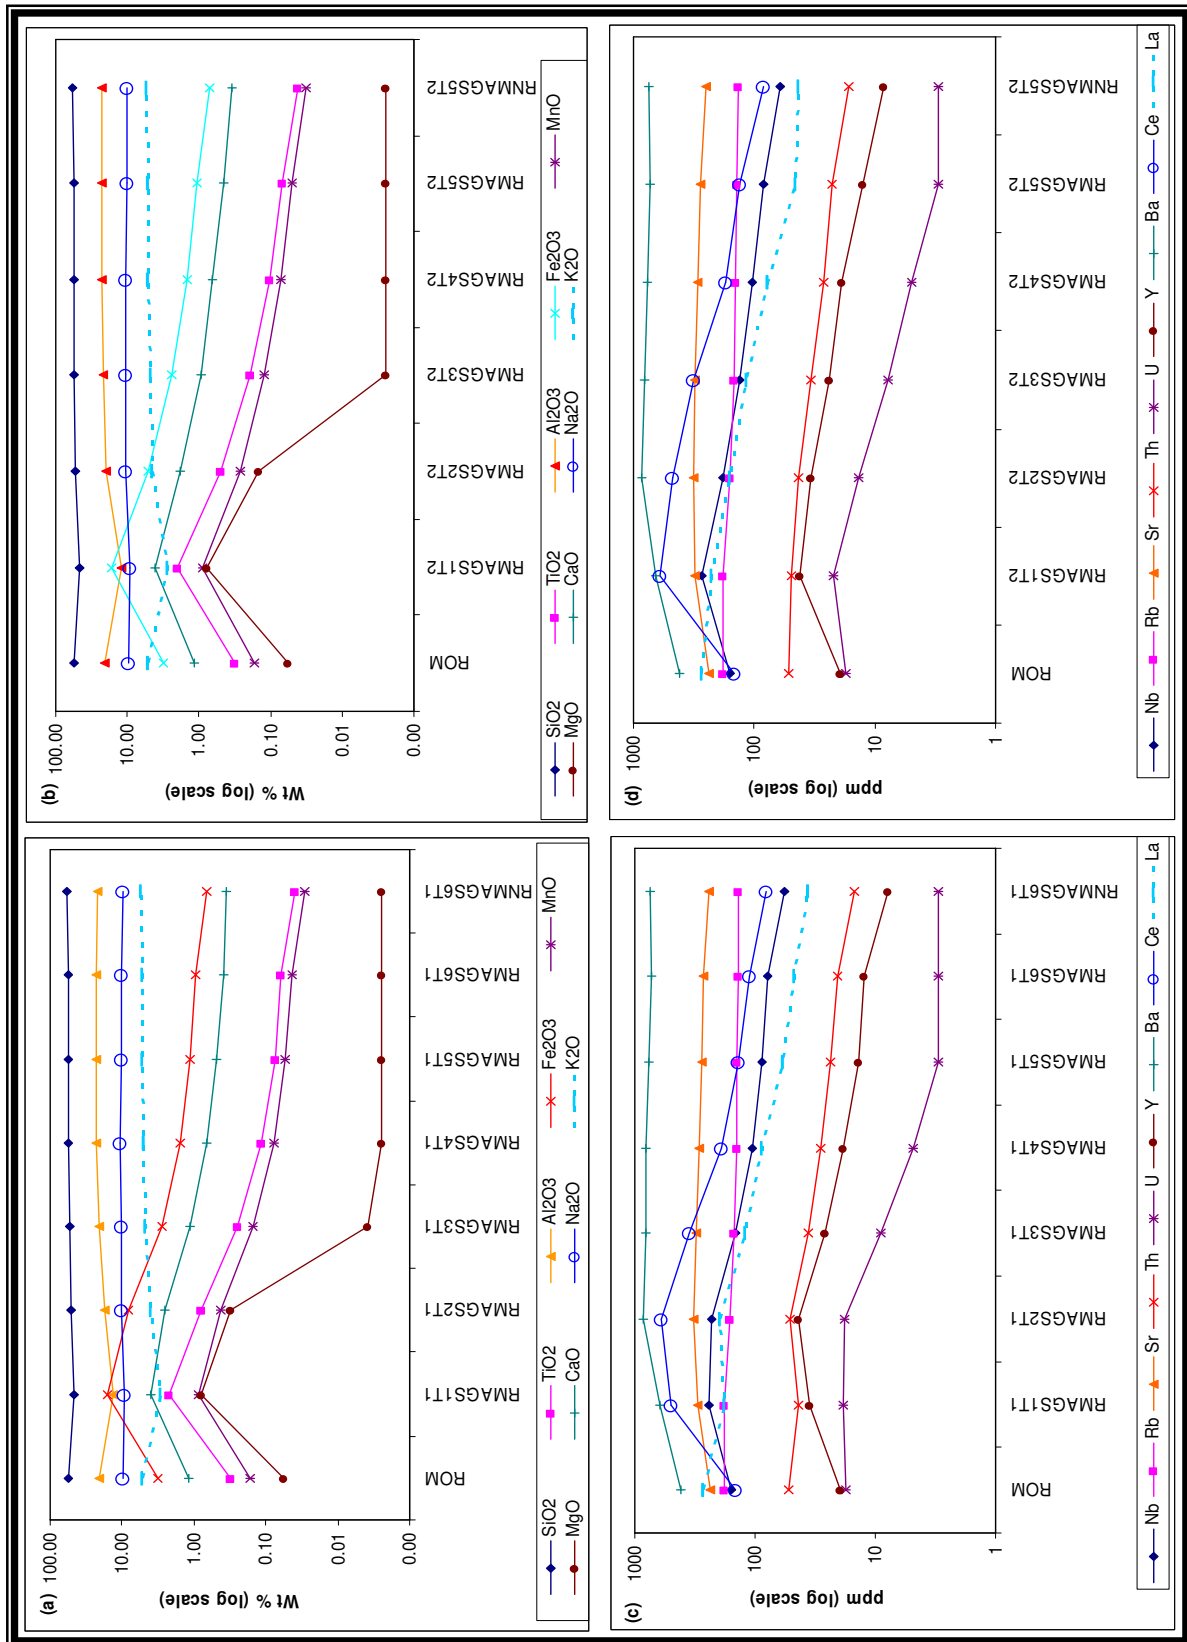 (a)
Wt % (log scale)
100.00
10.00
1.00
0.10
0.01
0.00
ROM
RMAGS1T1
RMAGS2T1
RMAGS3T1
RMAGS4T1
RMAGS5T1
RMAGS6T1
RNMAGS6T1
SiO2 TiO2 Al2O3 Fe2O3 MnO
MgO CaO Na2O K2O
(b)
Wt % (log scale)
100.00
10.00
1.00
0.10
0.01
0.00
ROM
RMAGS1T2
RMAGS2T2
RMAGS3T2
RMAGS4T2
RMAGS5T2
RNMAGS5T2
SiO2 TiO2 Al2O3 Fe2O3 MnO
MgO CaO Na2O K2O
(c)
ppm (log scale)
1000
100
10
1
ROM
RMAGS1T1
RMAGS2T1
RMAGS3T1
RMAGS4T1
RMAGS5T1
RMAGS6T1
RNMAGS6T1
Nb Rb Sr Th U Y Ba Ce La
(d)
ppm (log scale)
1000
100
10
1
ROM
RMAGS1T2
RMAGS2T2
RMAGS3T2
RMAGS4T2
RMAGS5T2
RNMAGS5T2
Nb Rb Sr Th U Y Ba Ce La